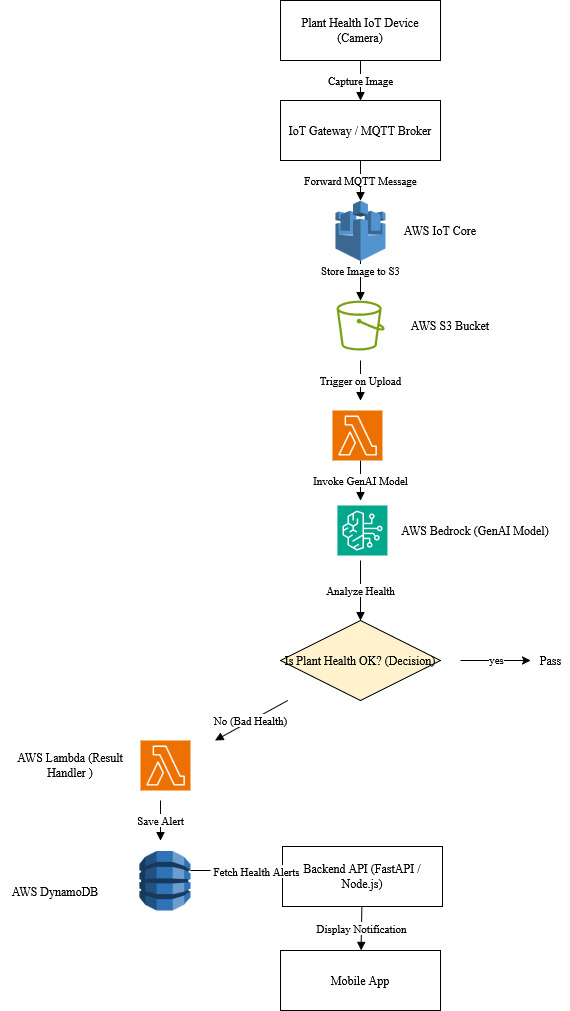 Plant Health IoT Device
(Camera)
Capture Image
IoT Gateway / MQTT Broker
Forward MQTT Message
AWS IoT Core
Store Image to S3
AWS S3 Bucket
Trigger on Upload
Invoke GenAI Model
AWS Bedrock (GenAI Model)
Analyze Health
Is Plant Health OK? (Decision)
yes
Pass
No (Bad Health)
AWS Lambda (Result
Handler )
Save Alert
AWS DynamoDB
Fetch Health Alerts
Backend API (FastAPI /
Node.js)
Display Notification
Mobile App